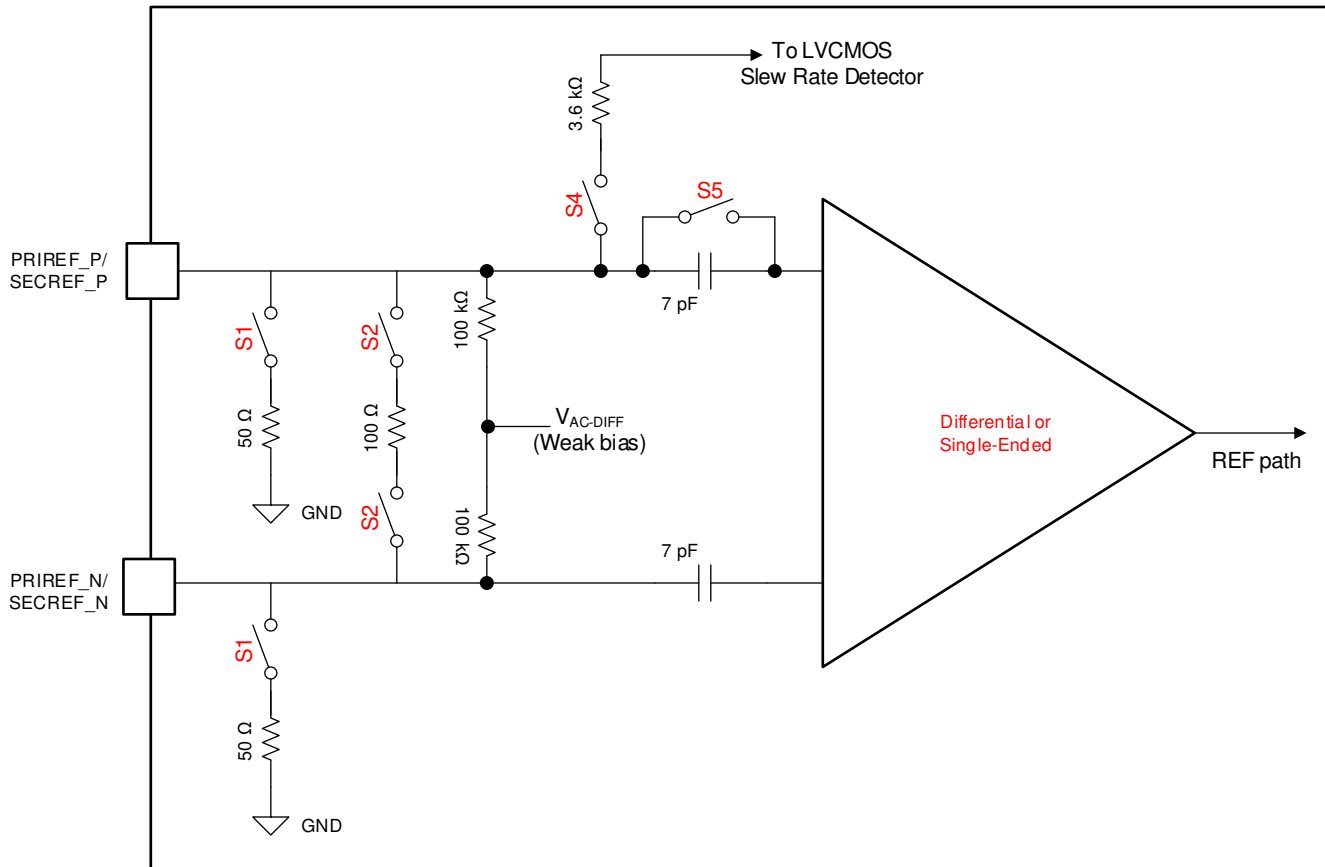 To LVCMOS
Slew Rate Detector
3.6 kΩ
S4
S5
PRIREF_P/
SECREF_P
7 pF
S1
S2
100 kΩ
50 Ω
100 Ω
VAC-DIFF
(Weak bias)
Differential or
Single-Ended
REF path
GND
S2
100 kΩ
7 pF
PRIREF_N/
SECREF_N
S1
50 Ω
GND